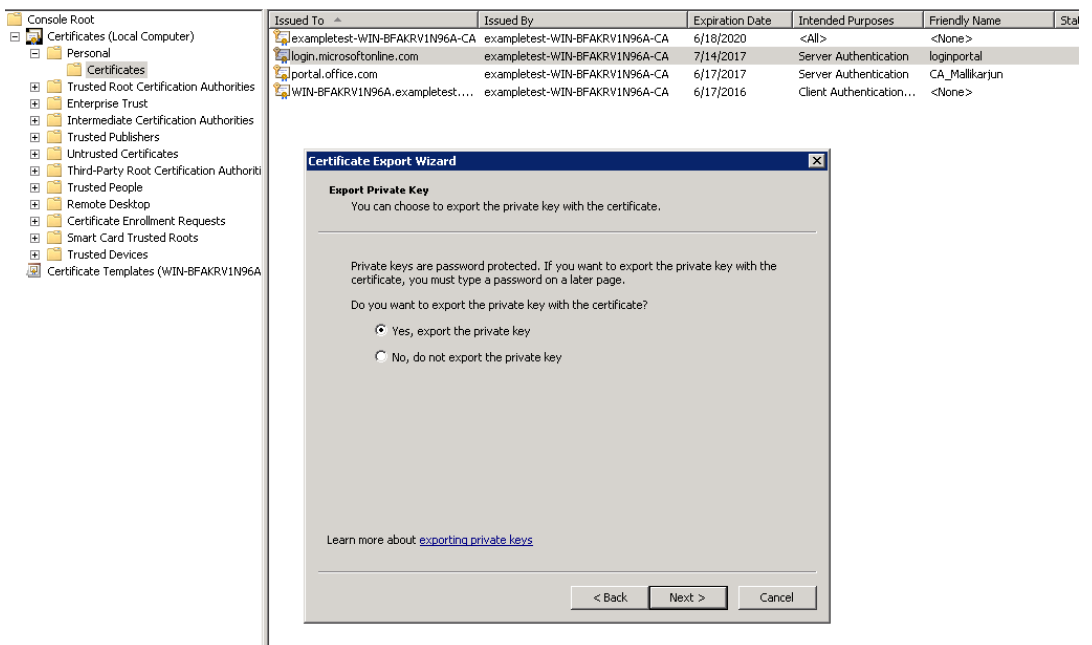 Console Root
Certificates (Local Computer)
Personal
Certificates
Trusted Root Certification Authorities
Enterprise Trust
Intermediate Certification Authorities
Trusted Publishers
Untrusted Certificates
Third-Party Root Certification Authoriti
Trusted People
Remote Desktop
Certificate Enrollment Requests
Smart Card Trusted Roots
Trusted Devices
Certificate Templates (WIN-BFAKRV1N96A
Issued To Issued By Expiration Date Intended Purposes Friendly Name Stat
exampletest-WIN-BFAKRV1N96A-CA exampletest-WIN-BFAKRV1N96A-CA 6/18/2020 <All> <None>
login.microsoftonline.com exampletest-WIN-BFAKRV1N96A-CA 7/14/2017 Server Authentication loginportal
portal.office.com exampletest-WIN-BFAKRV1N96A-CA 6/17/2017 Server Authentication CA_Mallikarjun
WIN-BFAKRV1N96A.exampletest.... exampletest-WIN-BFAKRV1N96A-CA 6/17/2016 Client Authentication... <None>
Certificate Export Wizard
Export Private Key
You can choose to export the private key with the certificate.
Private keys are password protected. If you want to export the private key with the
certificate, you must type a password on a later page.
Do you want to export the private key with the certificate?
Yes, export the private key
No, do not export the private key
Learn more about exporting private keys
< Back Next > Cancel